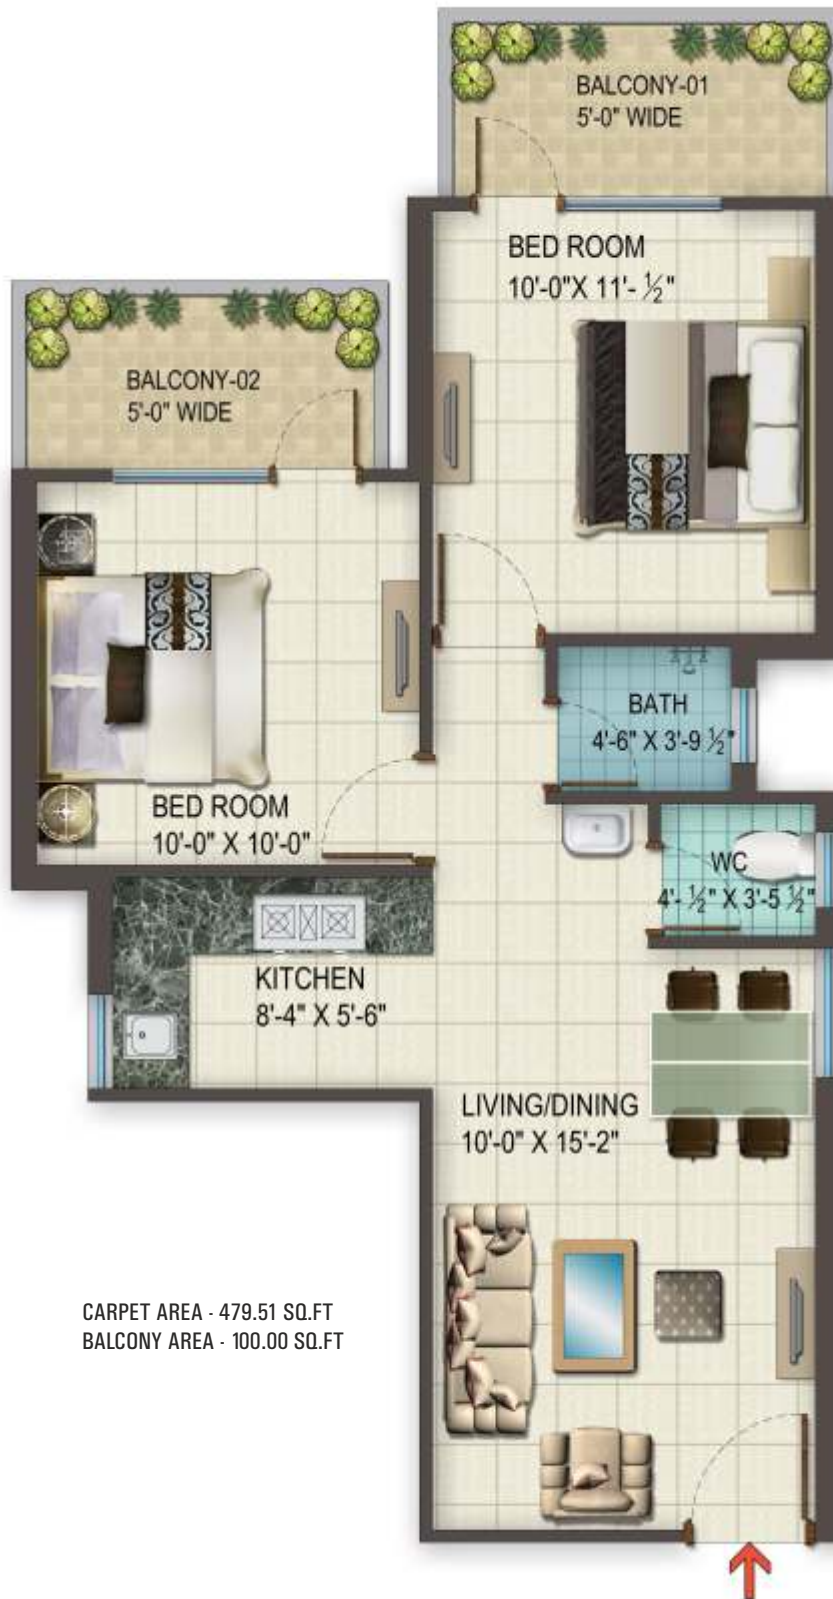 BALCONY-01
5'-0" WIDE
BED ROOM
10'-0"X 11'- ½"
BALCONY-02
5'-0" WIDE
BATH
4'-6" X 3'-9 ½"
BED ROOM
10'-0" X 10'-0"
WC
4'- ½" X 3'-5 ½"
KITCHEN
8'-4" X 5'-6"
LIVING/DINING
10'-0" X 15'-2"
CARPET AREA - 479.51 SQ.FT
BALCONY AREA - 100.00 SQ.FT